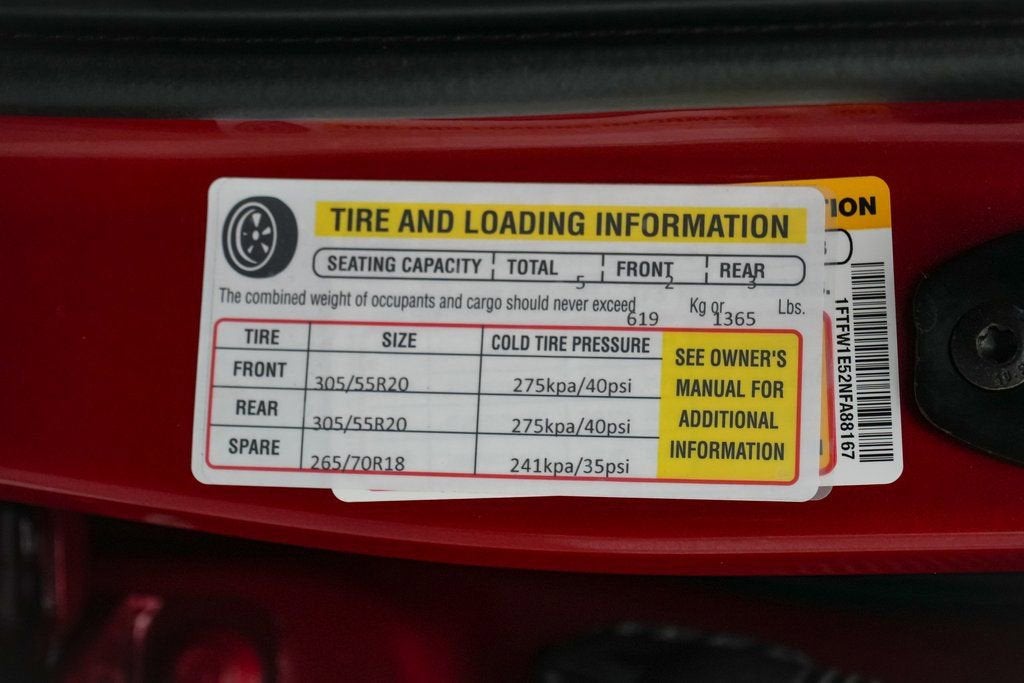 TIRE AND LOADING INFORMATION
SEATING CAPACITY TOTAL 5 FRONT 2 REAR 3
The combined weight of occupants and cargo should never exceed 619 Kg or 1365 Lbs.
TIRE SIZE COLD TIRE PRESSURE
FRONT 305/55R20 275kpa/40psi
REAR 305/55R20 275kpa/40psi
SPARE 265/70R18 241kpa/35psi
SEE OWNER'S
MANUAL FOR
ADDITIONAL
INFORMATION
ION
1FTFW1E52NFA88167